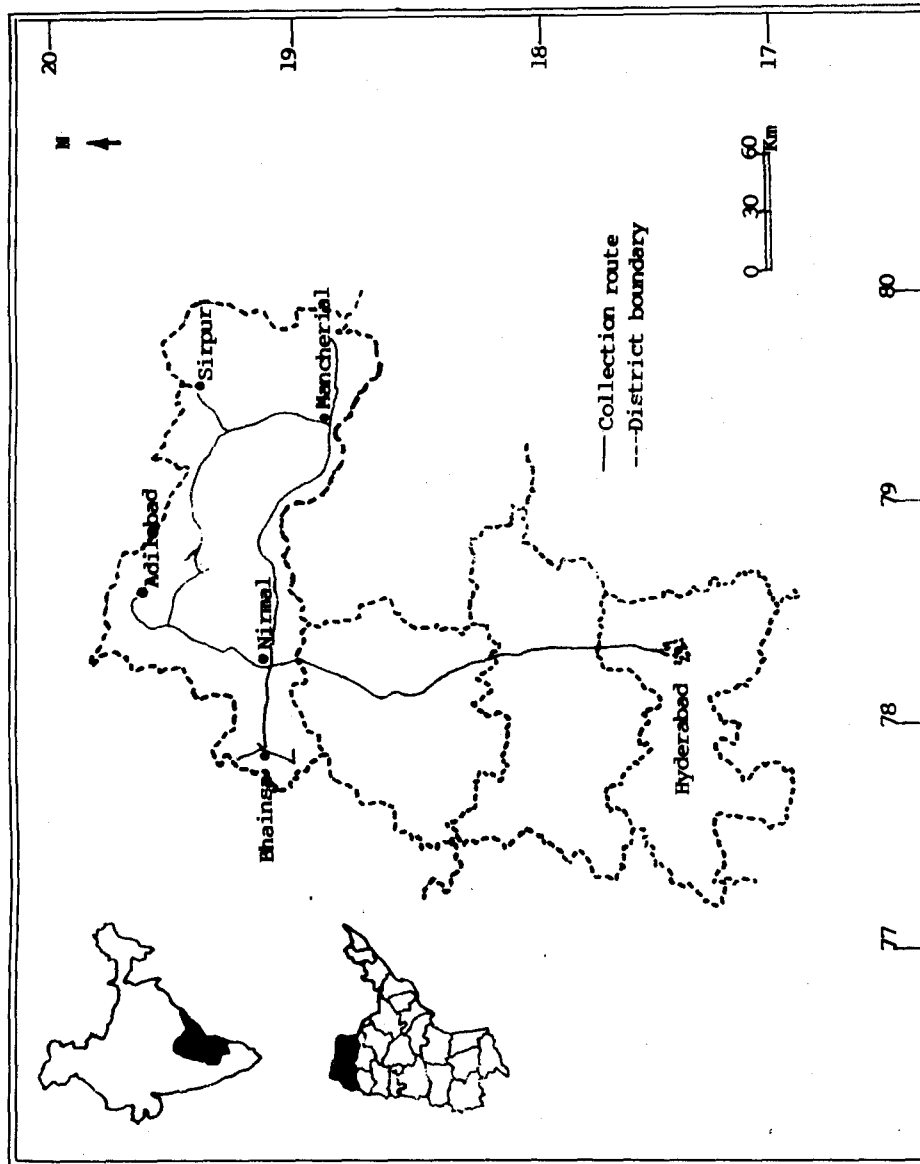 20
N
Adilabad
Sirpur
19
Bhainsa
Nirmal
Mancherial
18
Collection route
District boundary
Hyderabad
0 30 60
Km
17
77 78 79 80